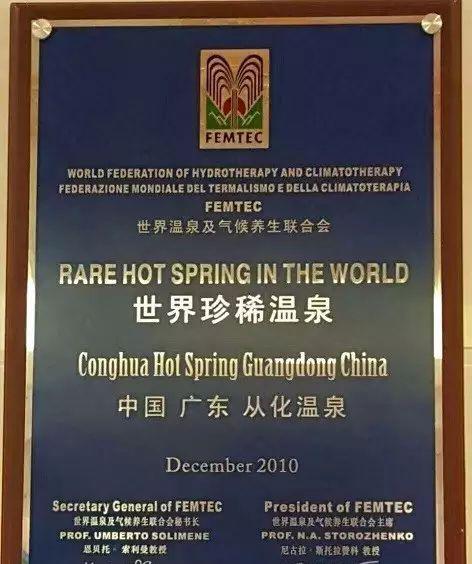 FEMTEC
WORLD FEDERATION OF HYDROTHERAPY AND CLIMATOTHERAPY
FEDERAZIONE MONDIALE DEL TERMALISMO E DELLA CLIMATOTERAPIA
FEMTEC
世界温泉及气候养生联合会
RARE HOT SPRING IN THE WORLD
世界珍稀温泉
Conghua Hot Spring Guangdong China
中国 广东 从化温泉
December 2010
Secretary General of FEMTEC
世界温泉及气候养生联合会秘书长
PROF. UMBERTO SOLIMENE
恩贝托·索利曼教授
President of FEMTEC
世界温泉及气候养生联合会主席
PROF. N.A. STOROZHENKO
尼古拉·斯托拉赞科 教授